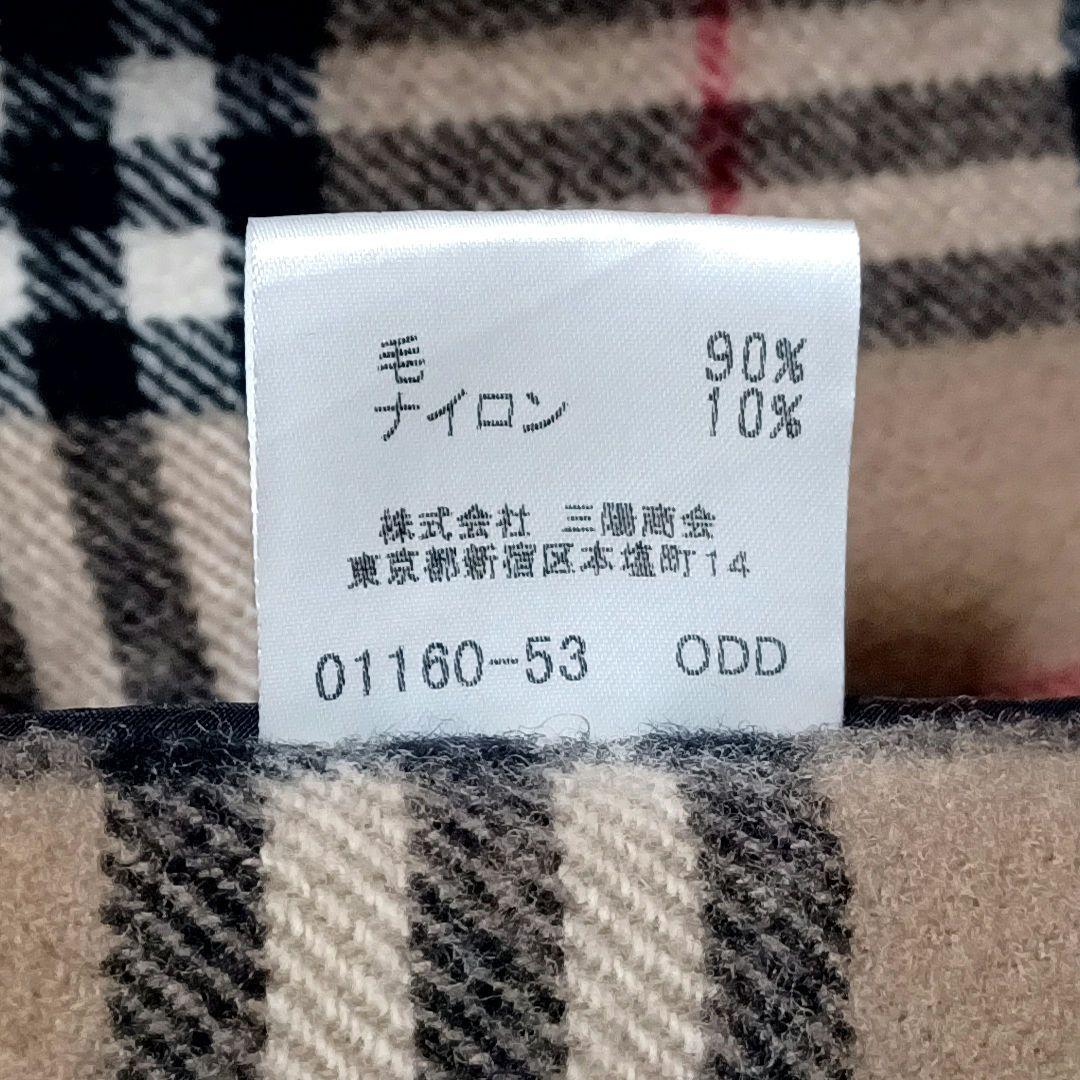 毛 90%
ナイロン 10%
株式会社 三陽商会
東京都新宿区本塩町14
01160-53 ODD